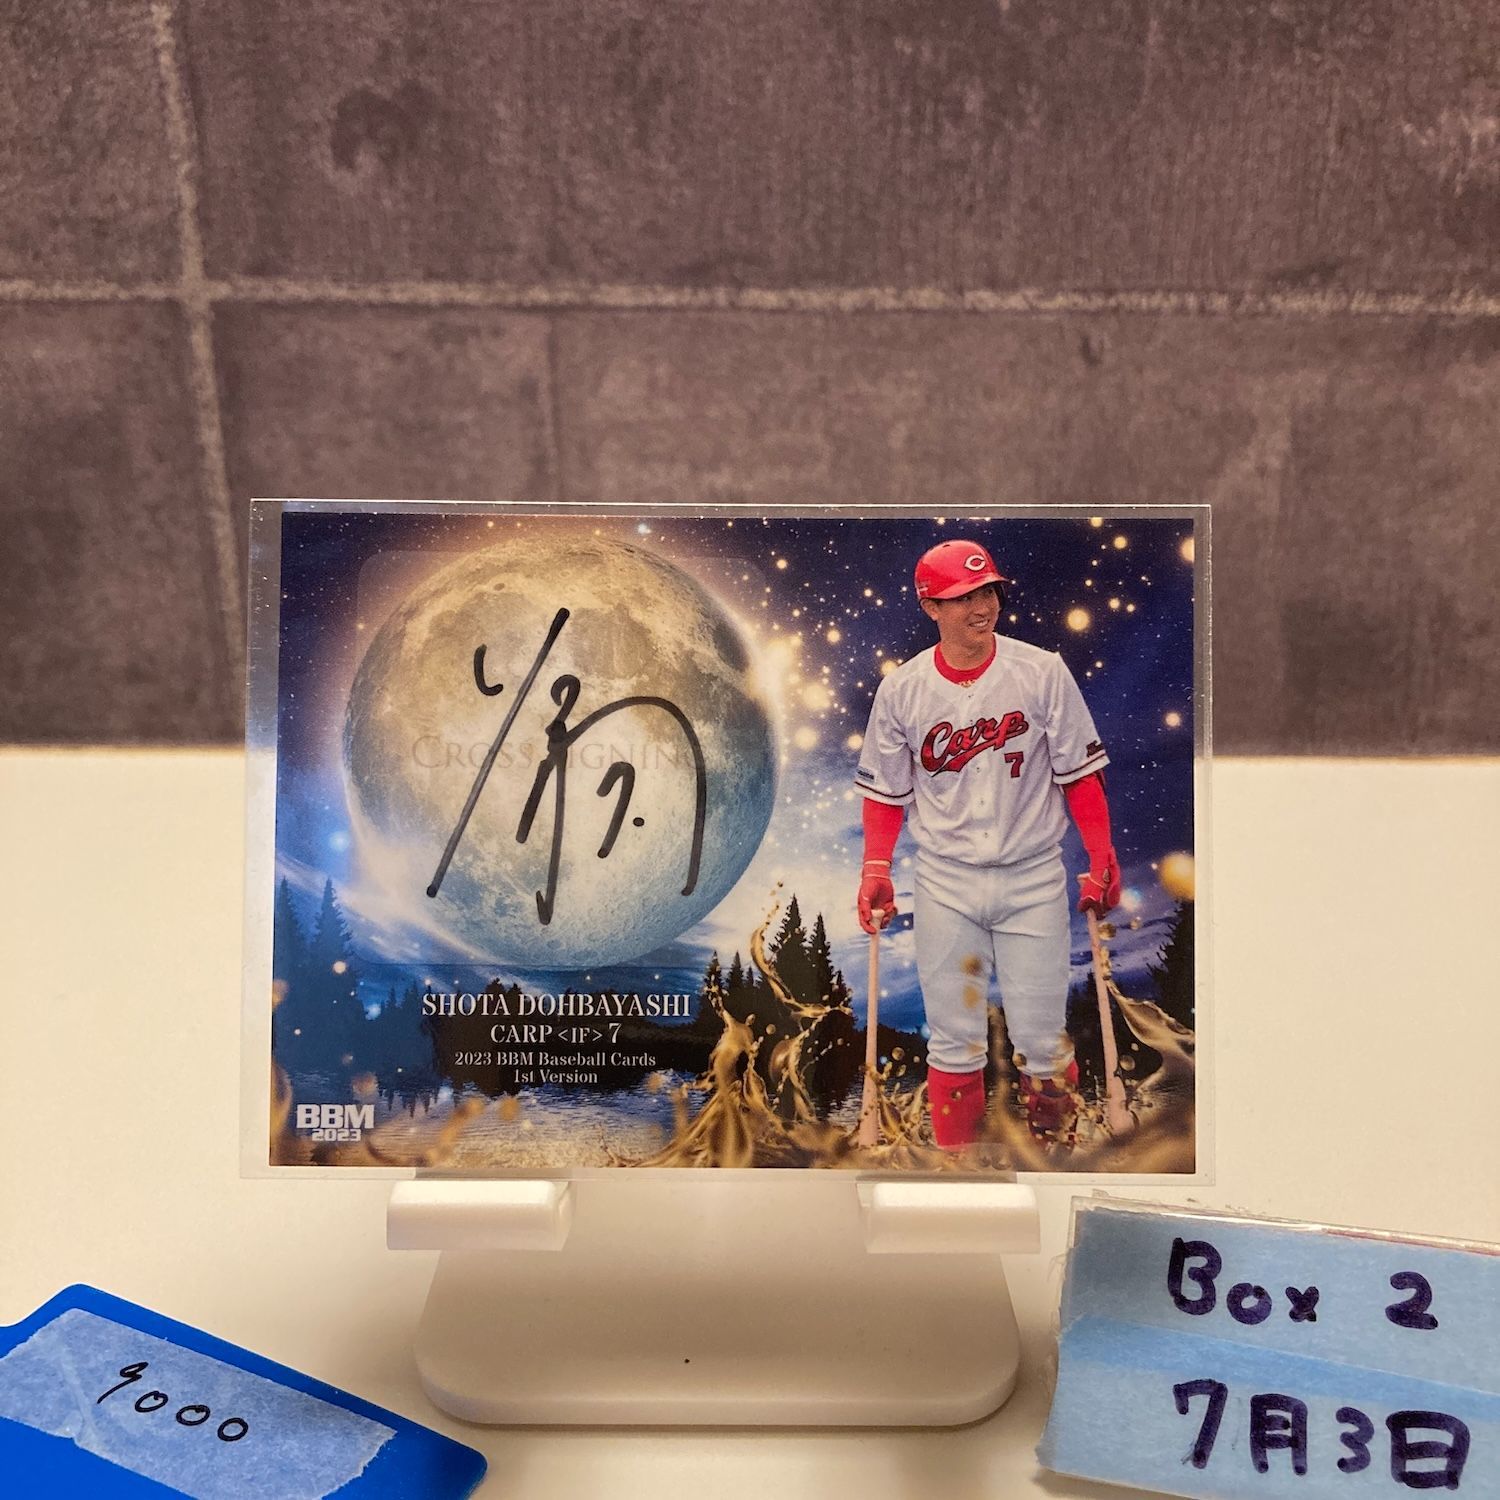 CROSS SIGNING
7.
C
Carp
7
SHOTA DOHBAYASHI
CARP <IF> 7
2023 BBM Baseball Cards
1st Version
BBM
2023
9000
Box 2
7月3日